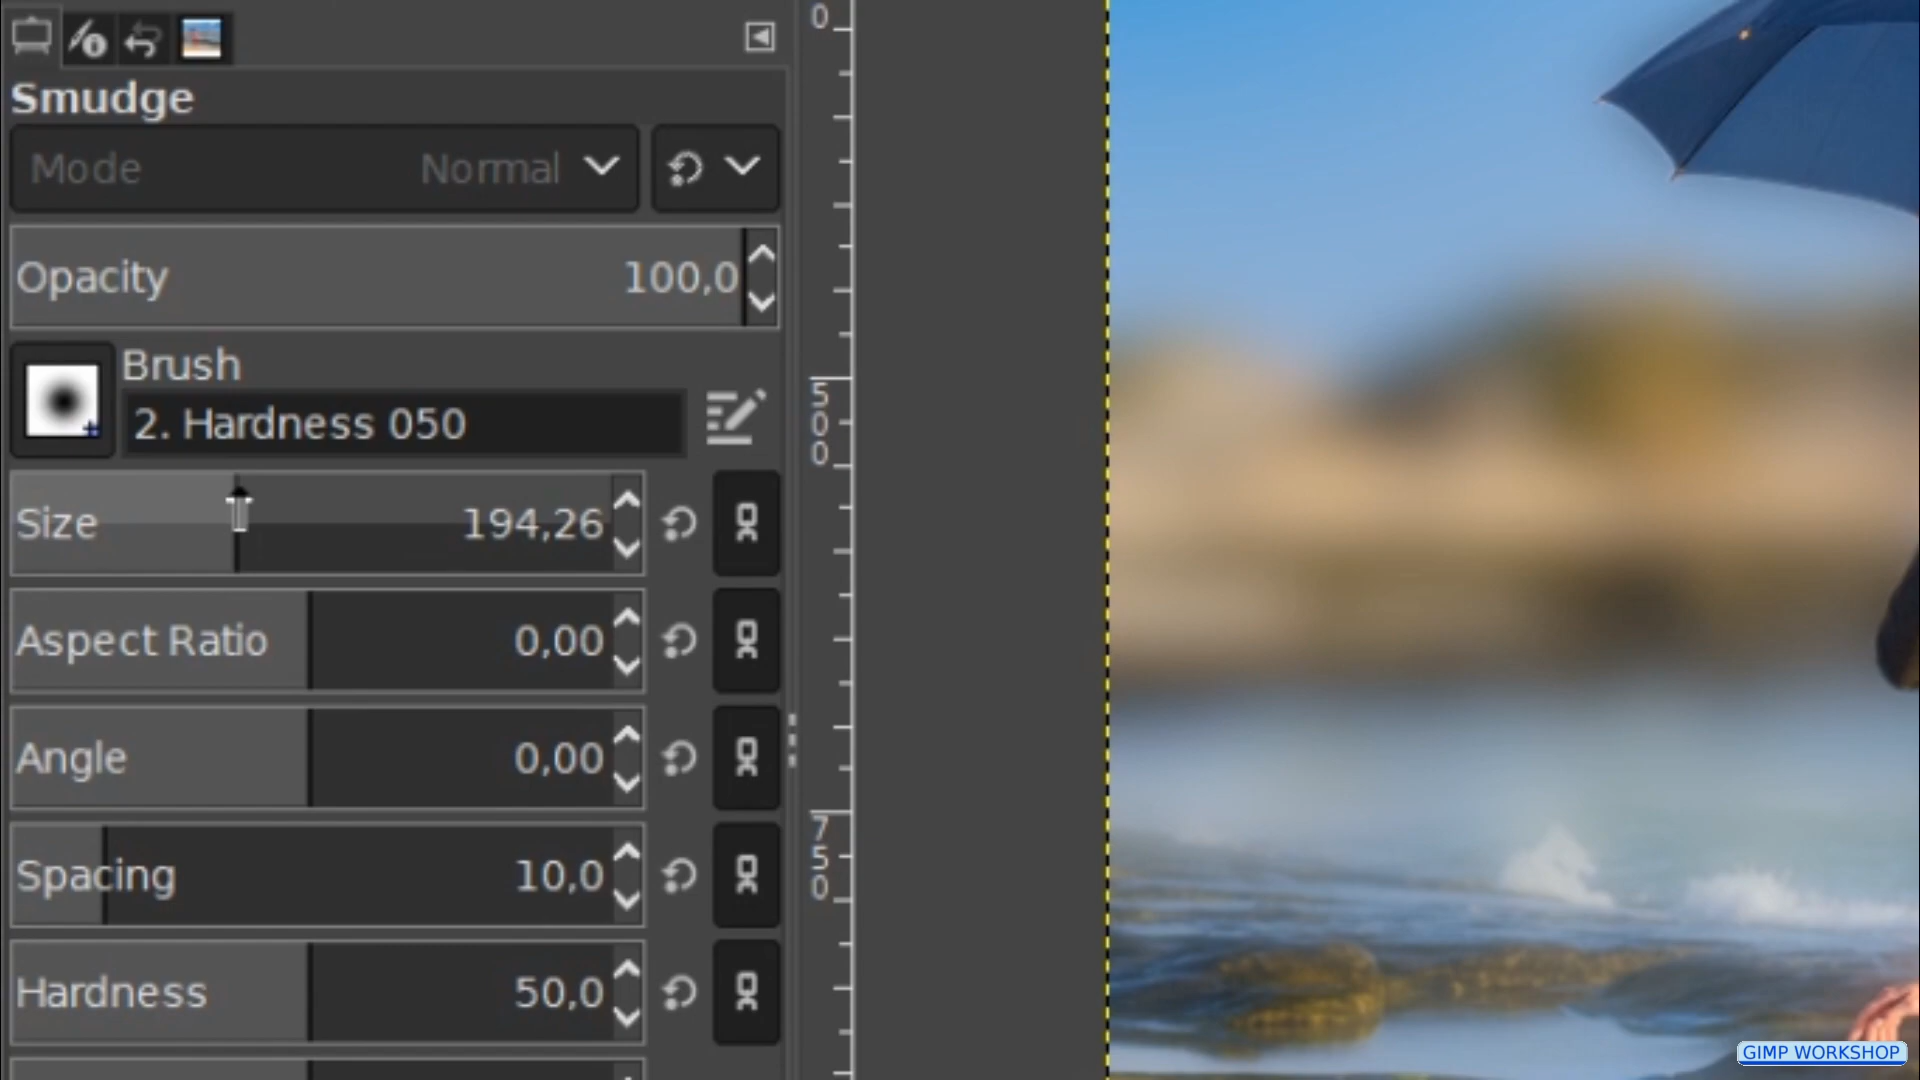 Smudge
Mode Normal
Opacity 100,0
Brush
2. Hardness 050
Size 194,26
Aspect Ratio 0,00
Angle 0,00
Spacing 10,0
Hardness 50,0
0
500
750
GIMP WORKSHOP